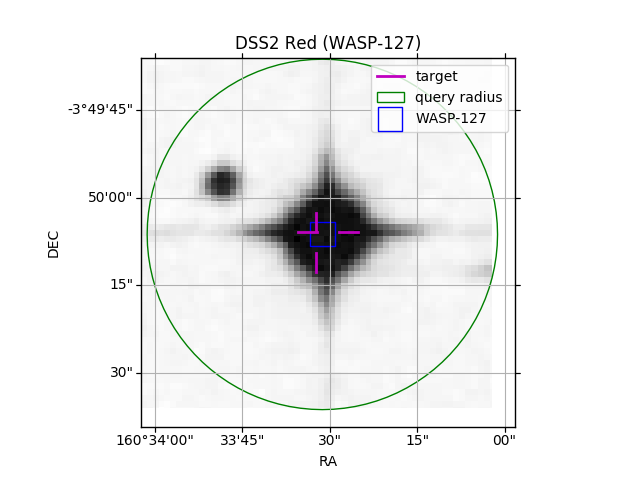 DSS2 Red (WASP-127)
target
query radius
WASP-127
-3°49'45"
50'00"
15"
30"
DEC
160°34'00" 33'45" 30" 15" 00"
RA